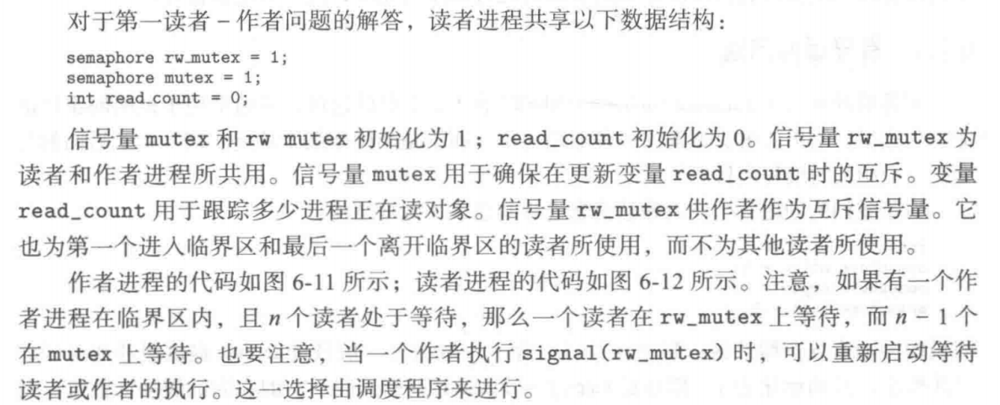 对于第一读者－作者问题的解答，读者进程共享以下数据结构：
semaphore rw_mutex = 1;
semaphore mutex = 1;
int read_count = 0;
信号量 mutex 和 rw mutex 初始化为 1；read_count 初始化为 0。信号量 rw_mutex 为
读者和作者进程所共用。信号量 mutex 用于确保在更新变量 read_count 时的互斥。变量
read_count 用于跟踪多少进程正在读对象。信号量 rw_mutex 供作者作为互斥信号量。它
也为第一个进入临界区和最后一个离开临界区的读者所使用，而不为其他读者所使用。
作者进程的代码如图 6-11 所示；读者进程的代码如图 6-12 所示。注意，如果有一个作
者进程在临界区内，且 n 个读者处于等待，那么一个读者在 rw_mutex 上等待，而 n－1 个
在 mutex 上等待。也要注意，当一个作者执行 signal(rw_mutex) 时，可以重新启动等待
读者或作者的执行。这一选择由调度程序来进行。